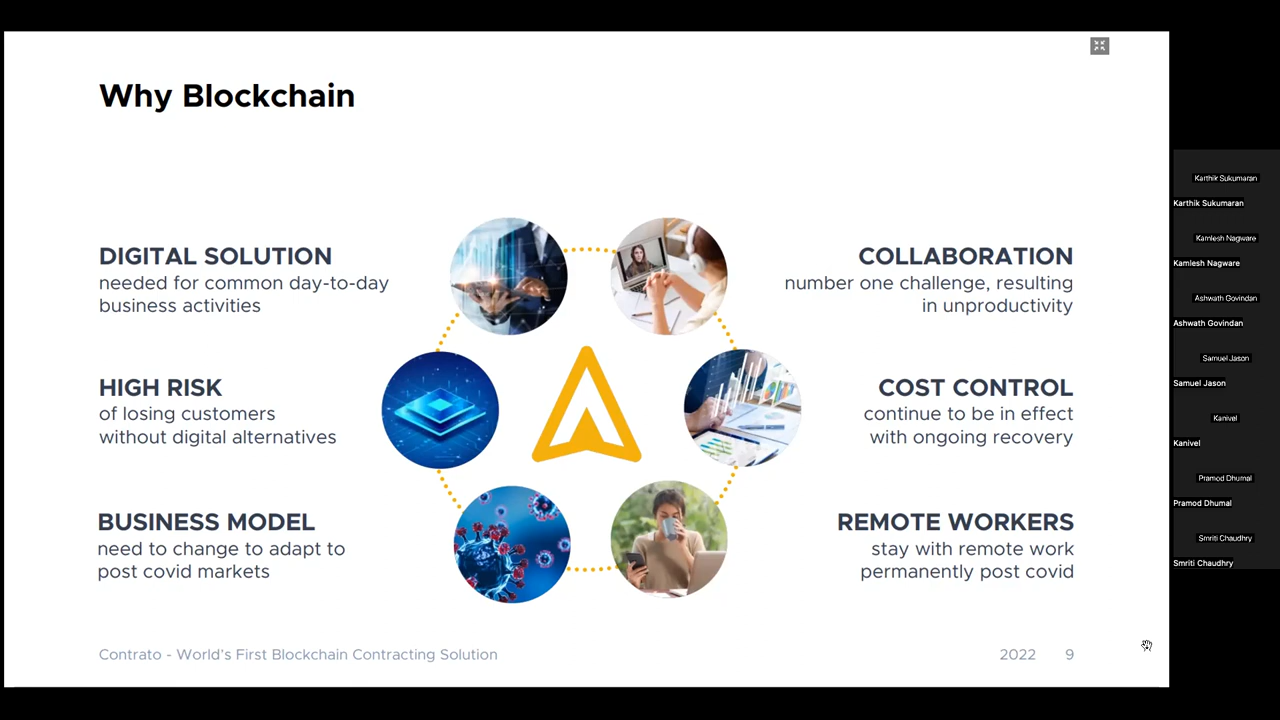 Why Blockchain
DIGITAL SOLUTION
needed for common day-to-day
business activities
HIGH RISK
of losing customers
without digital alternatives
BUSINESS MODEL
need to change to adapt to
post covid markets
COLLABORATION
number one challenge, resulting
in unproductivity
COST CONTROL
continue to be in effect
with ongoing recovery
REMOTE WORKERS
stay with remote work
permanently post covid
Contrato - World's First Blockchain Contracting Solution
2022 9
Karthik Sukumaran
Karthik Sukumaran
Kamlesh Nagware
Kamlesh Nagware
Ashwath Govindan
Ashwath Govindan
Samuel Jason
Samuel Jason
Kanivel
Kanivel
Pramod Dhumal
Pramod Dhumal
Smriti Chaudhry
Smriti Chaudhry